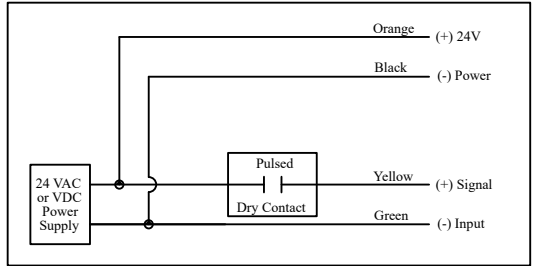 Orange (+) 24V
Black (-) Power
Pulsed
Dry Contact
Yellow (+) Signal
Green (-) Input
24 VAC
or VDC
Power
Supply